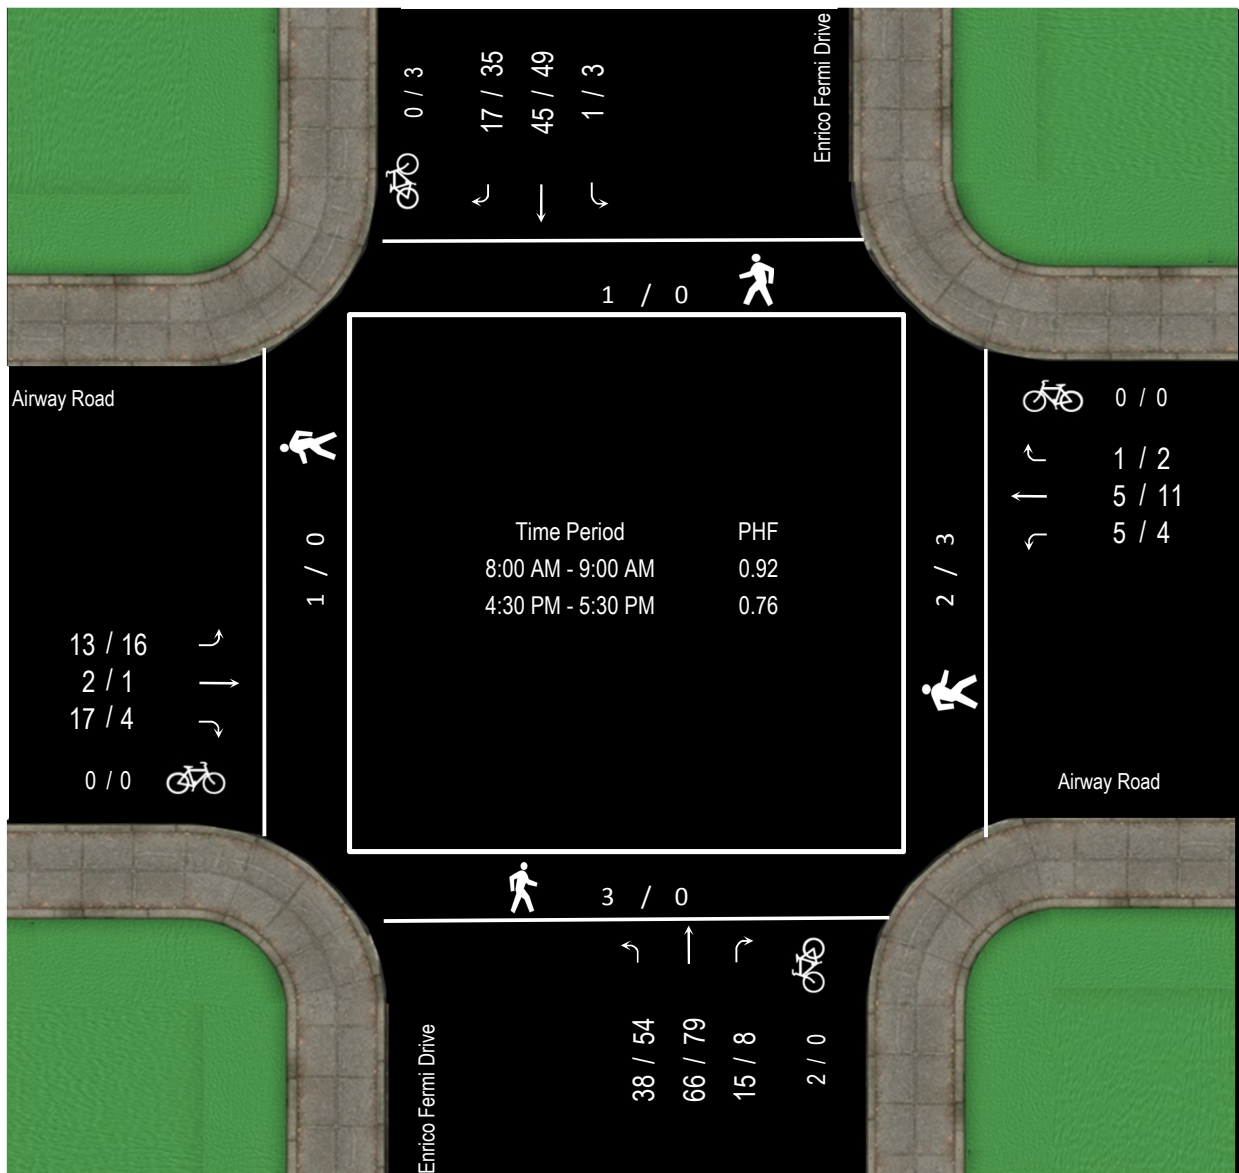 0 / 3
17 / 35
45 / 49
1 / 3
Enrico Fermi Drive
1 / 0
Airway Road
0 / 0
1 / 2
5 / 11
5 / 4
1 / 0
Time Period PHF
8:00 AM - 9:00 AM 0.92
4:30 PM - 5:30 PM 0.76
2 / 3
13 / 16
2 / 1
17 / 4
0 / 0
Airway Road
3 / 0
Enrico Fermi Drive
38 / 54
66 / 79
15 / 8
2 / 0